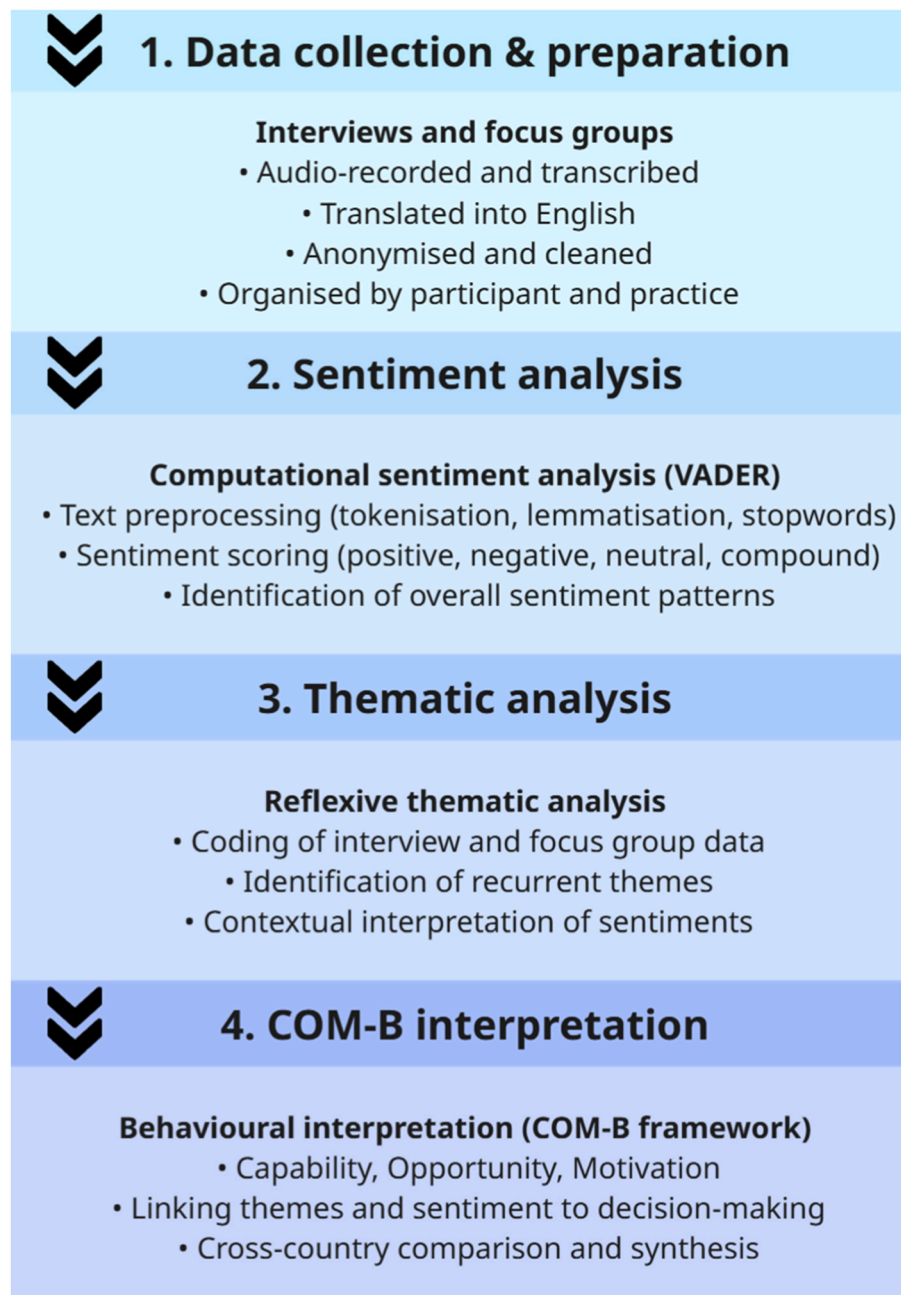 1. Data collection & preparation
Interviews and focus groups
• Audio-recorded and transcribed
• Translated into English
• Anonymised and cleaned
• Organised by participant and practice
2. Sentiment analysis
Computational sentiment analysis (VADER)
• Text preprocessing (tokenisation, lemmatisation, stopwords)
• Sentiment scoring (positive, negative, neutral, compound)
• Identification of overall sentiment patterns
3. Thematic analysis
Reflexive thematic analysis
• Coding of interview and focus group data
• Identification of recurrent themes
• Contextual interpretation of sentiments
4. COM-B interpretation
Behavioural interpretation (COM-B framework)
• Capability, Opportunity, Motivation
• Linking themes and sentiment to decision-making
• Cross-country comparison and synthesis